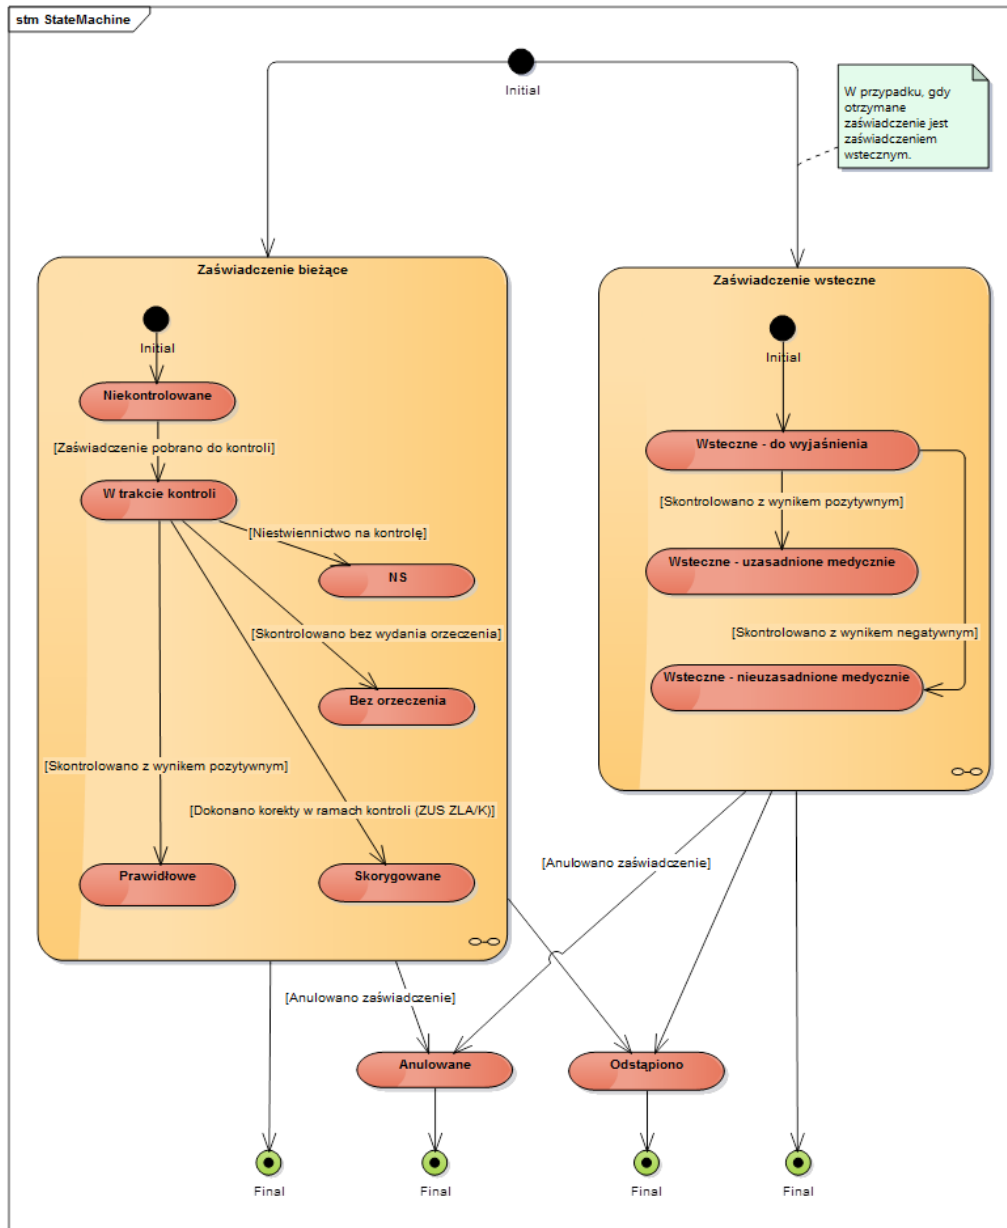 stm StateMachine
Initial
W przypadku, gdy
otrzymane
zaświadczenie jest
zaświadczeniem
wstecznym.
Zaświadczenie bieżące
Initial
Niekontrolowane
[Zaświadczenie pobrano do kontroli]
W trakcie kontroli
[Niestwiennictwo na kontrolę]
NS
[Skontrolowano bez wydania orzeczenia]
Bez orzeczenia
[Skontrolowano z wynikiem pozytywnym]
[Dokonano korekty w ramach kontroli (ZUS ZLA/K)]
Prawidłowe
Skorygowane
Zaświadczenie wsteczne
Initial
Wsteczne - do wyjaśnienia
[Skontrolowano z wynikem pozytywnym]
Wsteczne - uzasadnione medycznie
[Skontrolowano z wynikem negatywnym]
Wsteczne - nieuzasadnione medycznie
[Anulowano zaświadczenie]
[Anulowano zaświadczenie]
Anulowane
Odstąpiono
Final
Final
Final
Final